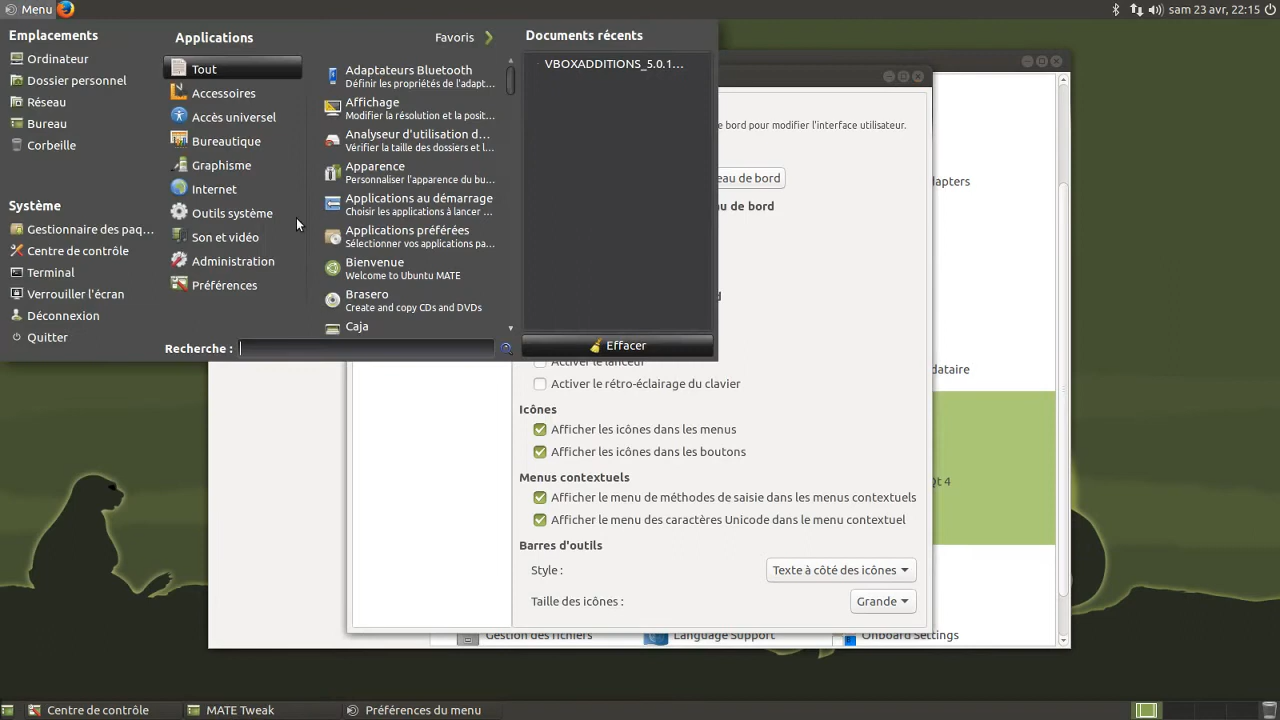 Menu
sam 23 avr, 22:15
Emplacements
Ordinateur
Dossier personnel
Réseau
Bureau
Corbeille
Système
Gestionnaire des paq...
Centre de contrôle
Terminal
Verrouiller l'écran
Déconnexion
Quitter
Applications
Favoris
Tout
Accessoires
Accès universel
Bureautique
Graphisme
Internet
Outils système
Son et vidéo
Administration
Préférences
Adaptateurs Bluetooth
Définir les propriétés de l'adapt...
Affichage
Modifier la résolution et la posit...
Analyseur d'utilisation d...
Vérifier la taille des dossiers et l...
Apparence
Personnaliser l'apparence du bu...
Applications au démarrage
Choisir les applications à lancer ...
Applications préférées
Sélectionner vos applications pa...
Bienvenue
Welcome to Ubuntu MATE
Brasero
Create and copy CDs and DVDs
Caja
Recherche :
Documents récents
VBOXADDITIONS_5.0.1...
Effacer
de bord pour modifier l'interface utilisateur.
eau de bord
u de bord
d
Activer le lanceur
Activer le rétro-éclairage du clavier
Icônes
Afficher les icônes dans les menus
Afficher les icônes dans les boutons
Menus contextuels
Afficher le menu de méthodes de saisie dans les menus contextuels
Afficher le menu des caractères Unicode dans le menu contextuel
Barres d'outils
Style :
Texte à côté des icônes
Taille des icônes :
Grande
dapters
dataire
Qt 4
Gestion des fichiers
Language Support
Onboard Settings
Centre de contrôle
MATE Tweak
Préférences du menu